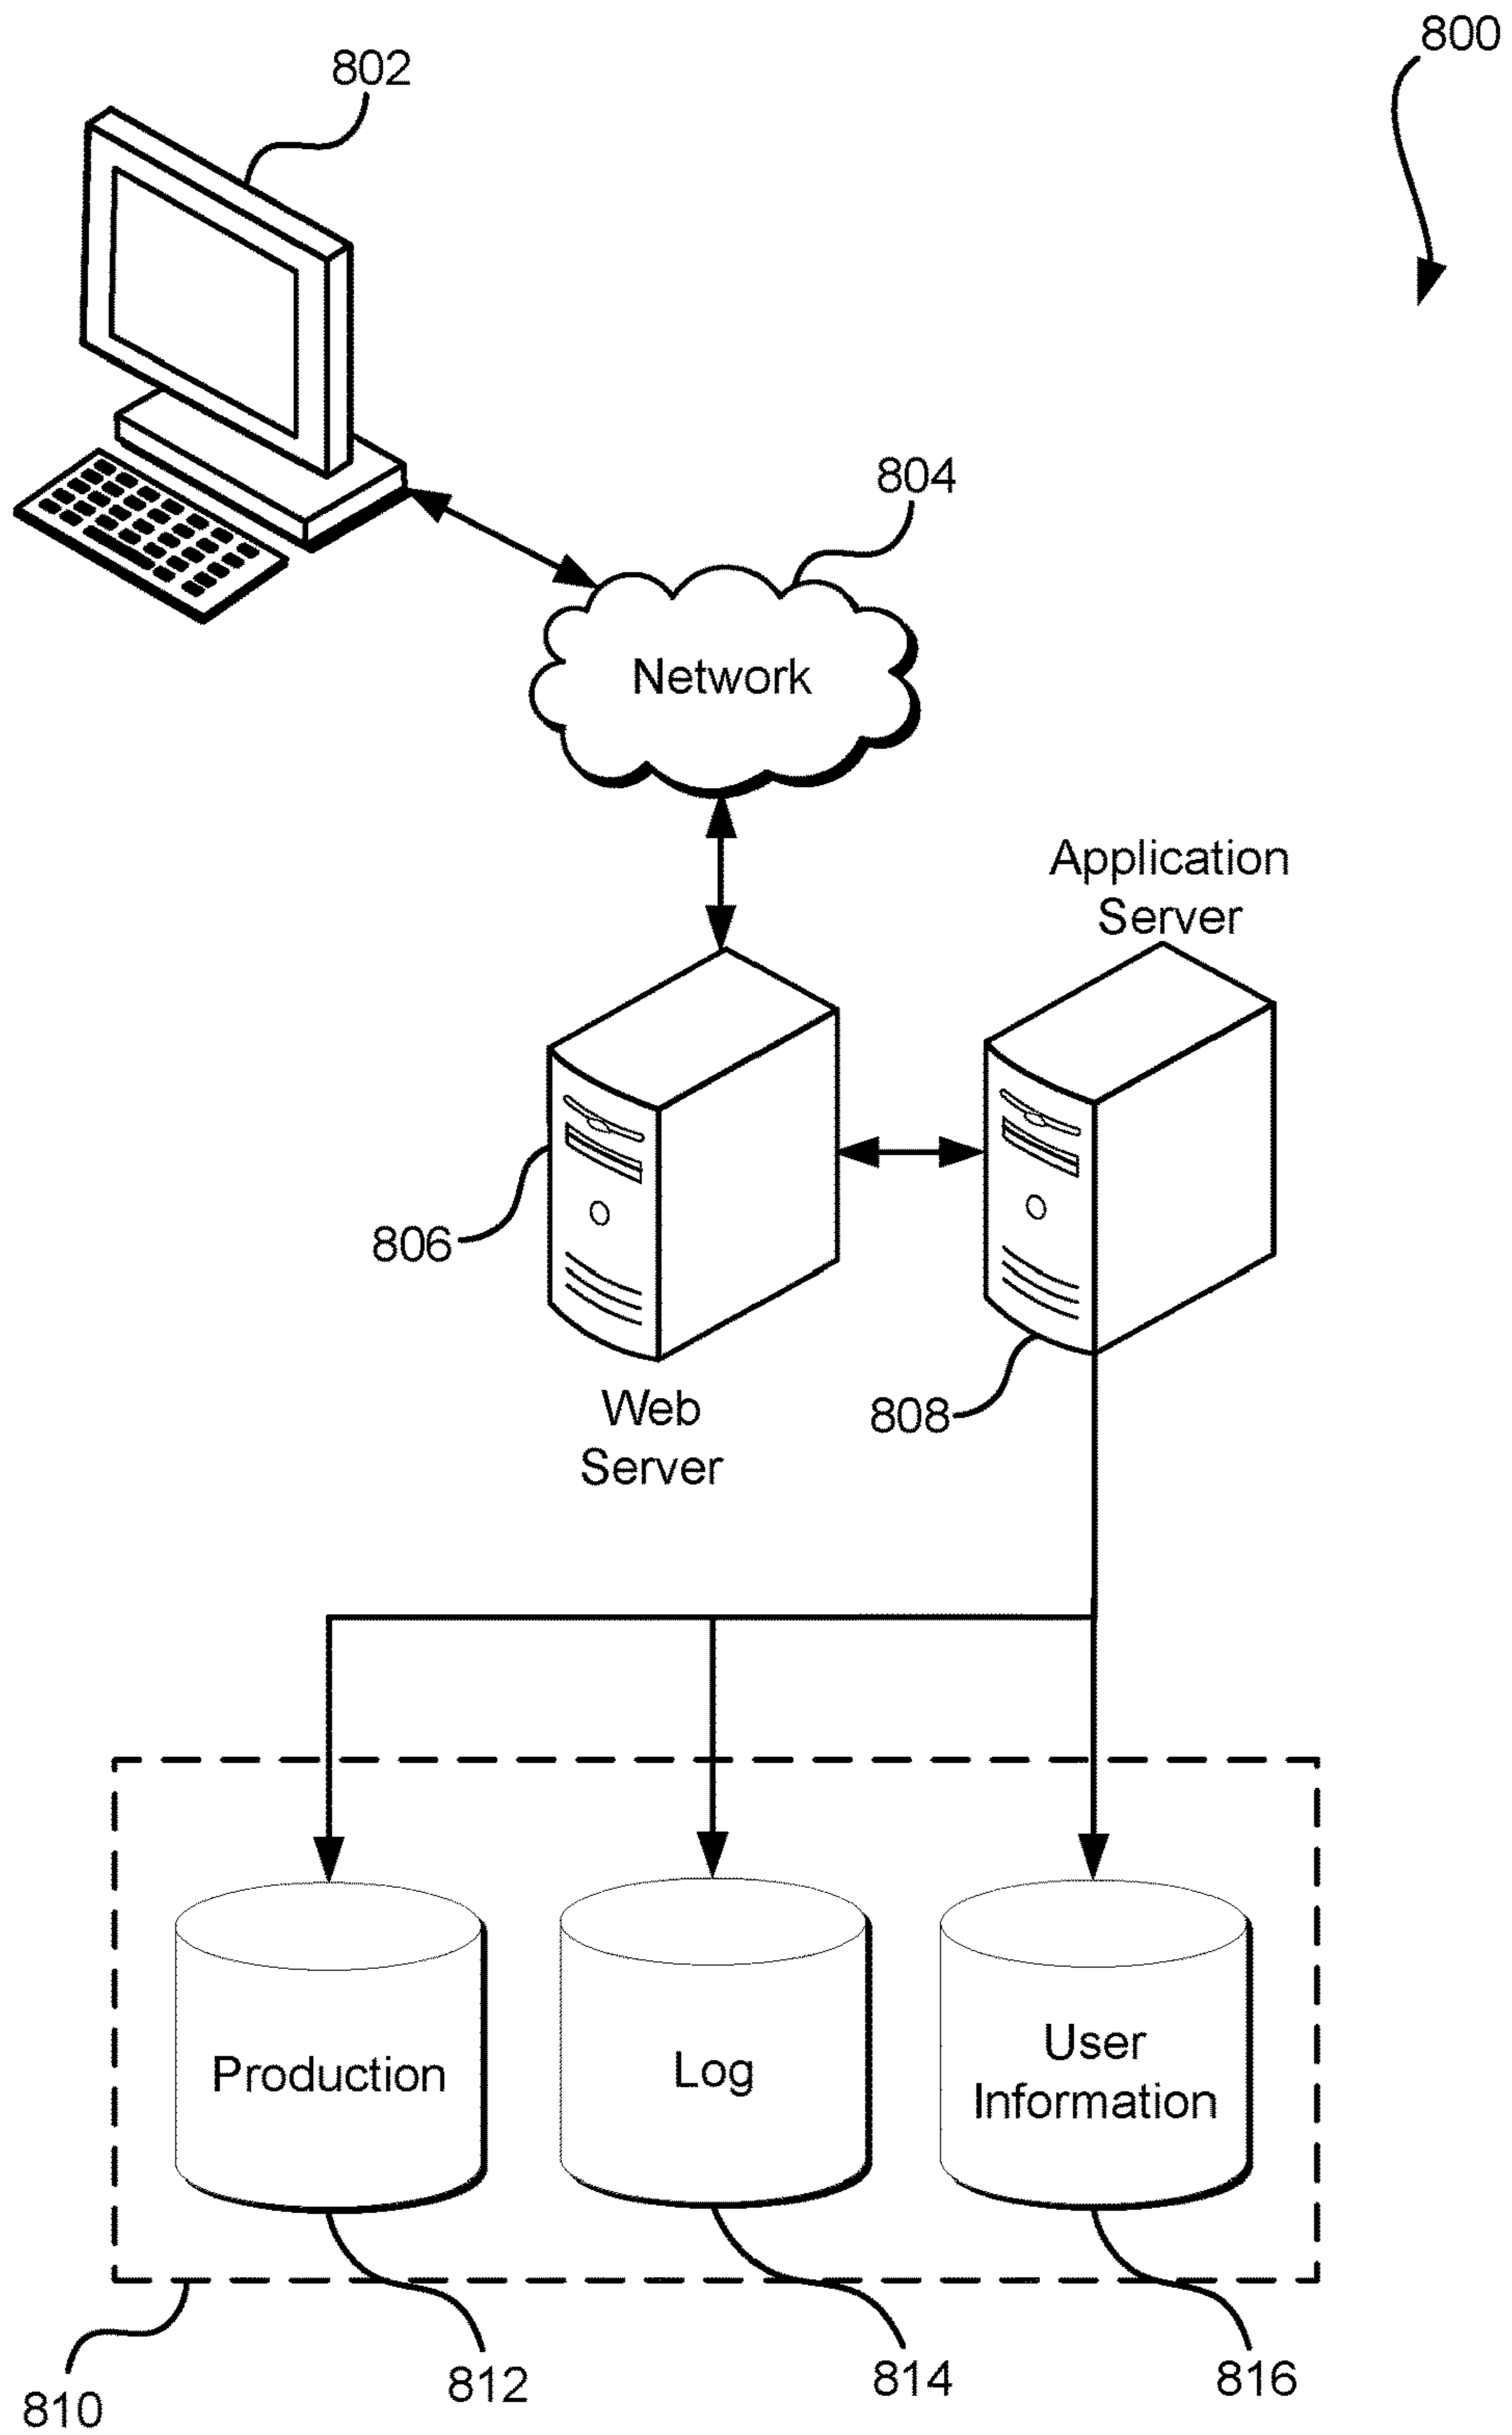 800
802
804
Network
Application
Server
806
Web
Server
808
Production
Log
User
Information
810
812
814
816